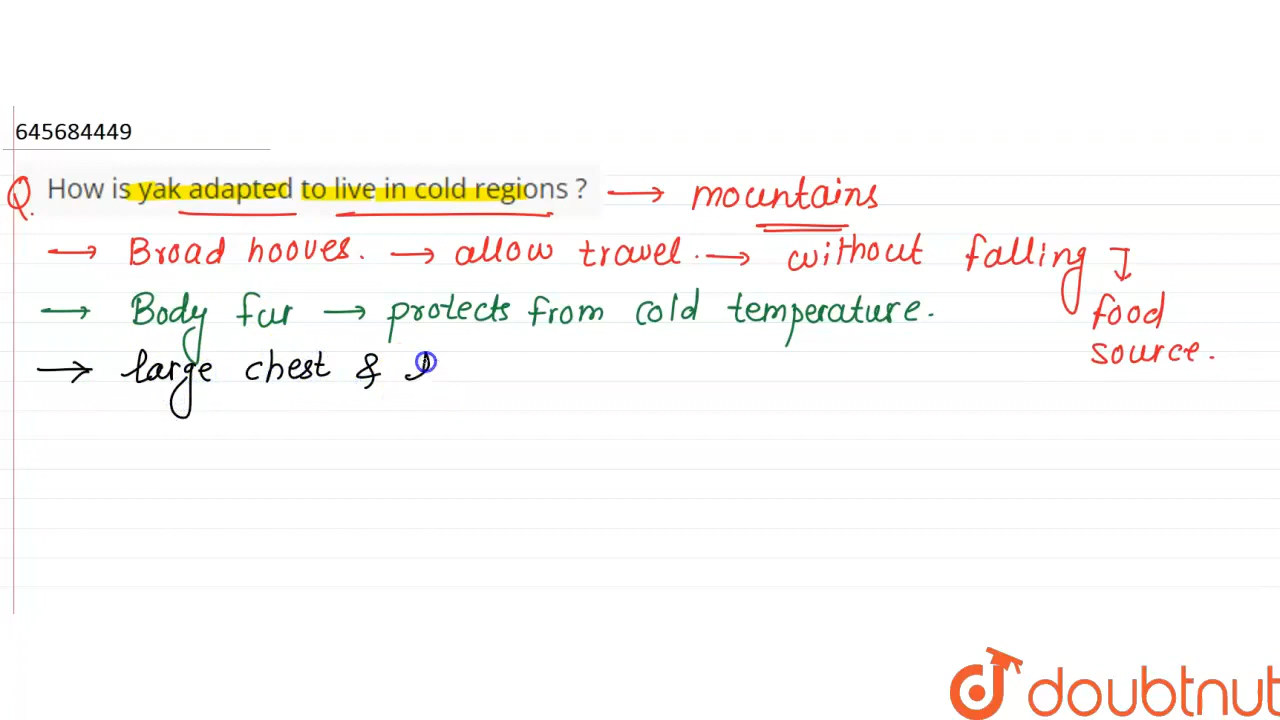 645684449
Q. How is yak adapted to live in cold regions ? → mountains
→ Broad hooves. → allow travel. → without falling
food
source.
→ Body fur → protects from cold temperature.
→ large chest &
doubtnut